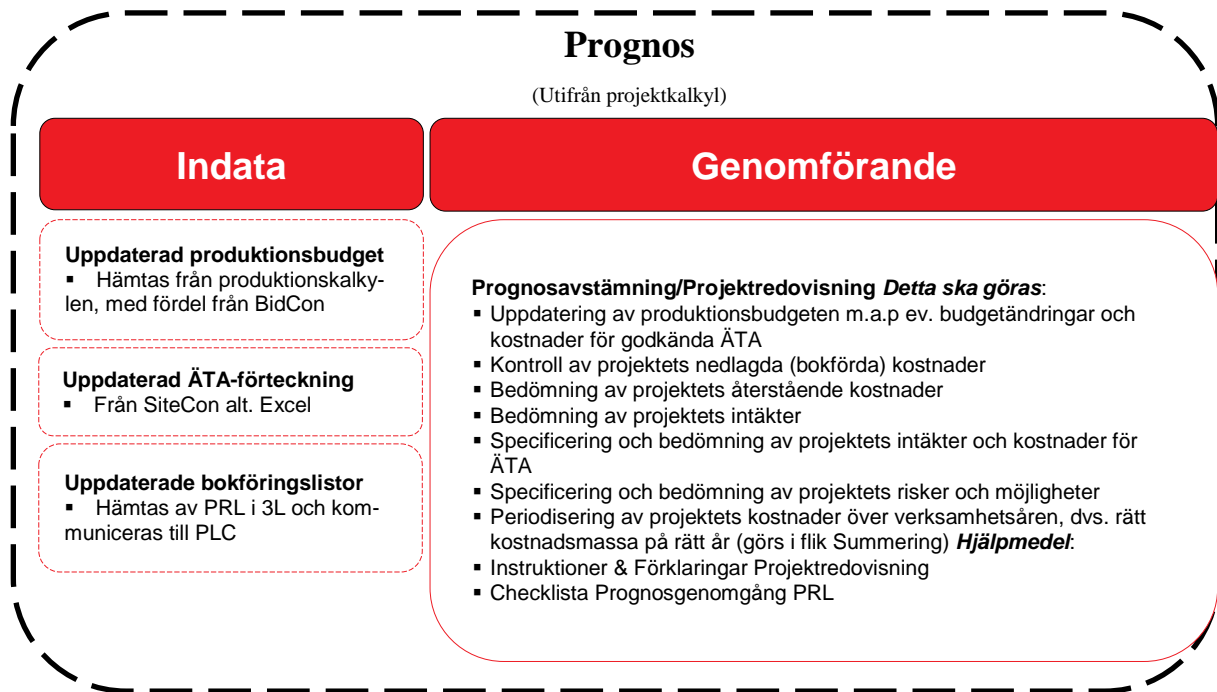 Prognos
(Utifrån projektkalkyl)
Indata
Genomförande
Uppdaterad produktionsbudget
▪ Hämtas från produktionskalky-
len, med fördel från BidCon
Uppdaterad ÄTA-förteckning
▪ Från SiteCon alt. Excel
Uppdaterade bokföringslistor
▪ Hämtas av PRL i 3L och kom-
municeras till PLC
Prognosavstämning/Projektredovisning Detta ska göras:
▪ Uppdatering av produktionsbudgeten m.a.p ev. budgetändringar och
kostnader för godkända ÄTA
▪ Kontroll av projektets nedlagda (bokförda) kostnader
▪ Bedömning av projektets återstående kostnader
▪ Bedömning av projektets intäkter
▪ Specificering och bedömning av projektets intäkter och kostnader för
ÄTA
▪ Specificering och bedömning av projektets risker och möjligheter
▪ Periodisering av projektets kostnader över verksamhetsåren, dvs. rätt
kostnadsmassa på rätt år (görs i flik Summering) Hjälpmedel:
▪ Instruktioner & Förklaringar Projektredovisning
▪ Checklista Prognosgenomgång PRL